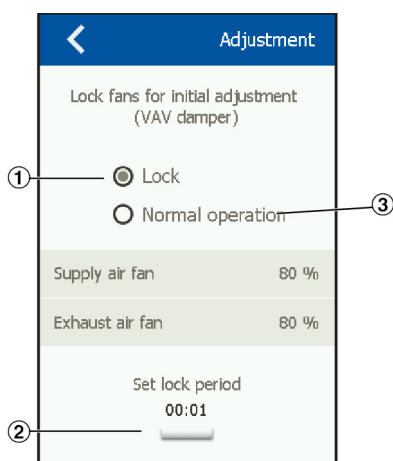 Adjustment
Lock fans for initial adjustment
(VAV damper)
1
Lock
Normal operation
3
Supply air fan 80 %
Exhaust air fan 80 %
Set lock period
00:01
2